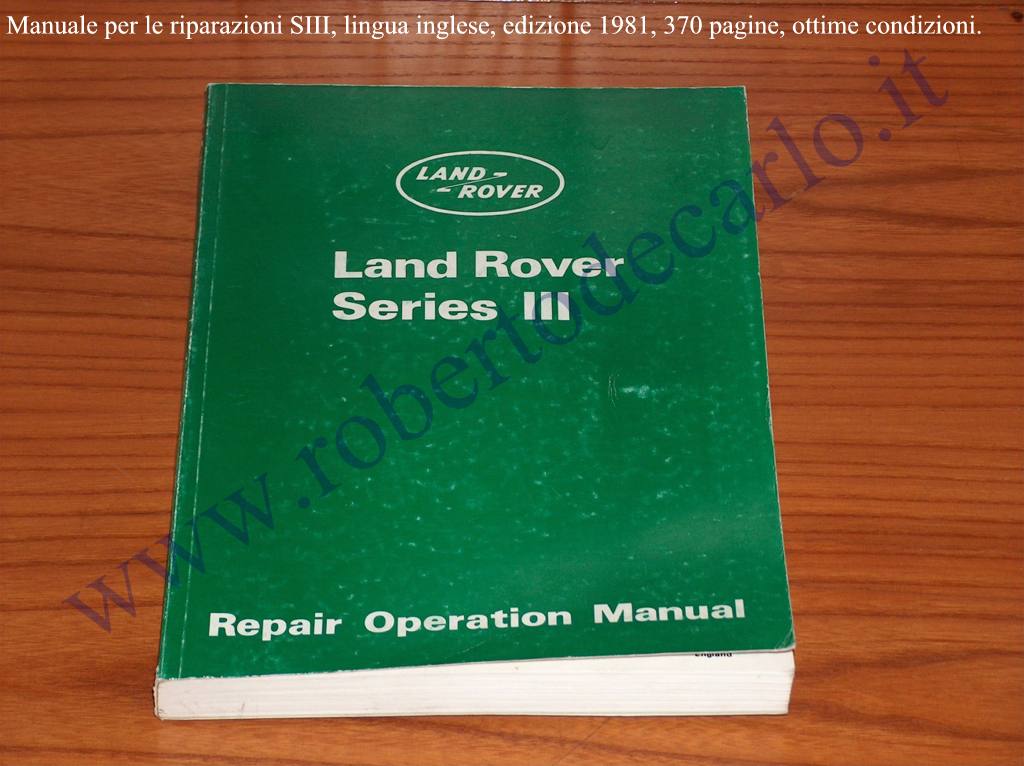 Manuale per le riparazioni SIII, lingua inglese, edizione 1981, 370 pagine, ottime condizioni.
LAND
ROVER
Land Rover
Series III
www.robertodecarlo.it
Repair Operation Manual
England